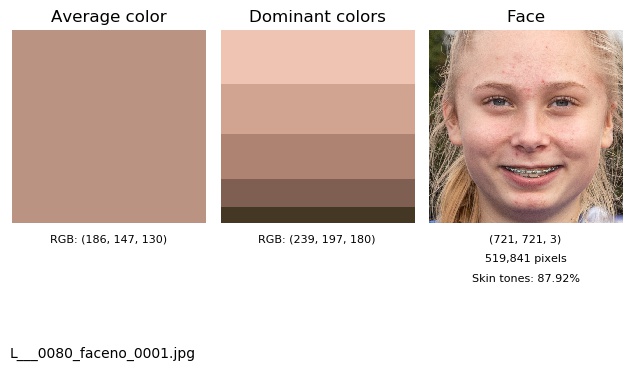 Average color
Dominant colors
Face
RGB: (186, 147, 130)
RGB: (239, 197, 180)
(721, 721, 3)
519,841 pixels
Skin tones: 87.92%
L___0080_faceno_0001.jpg